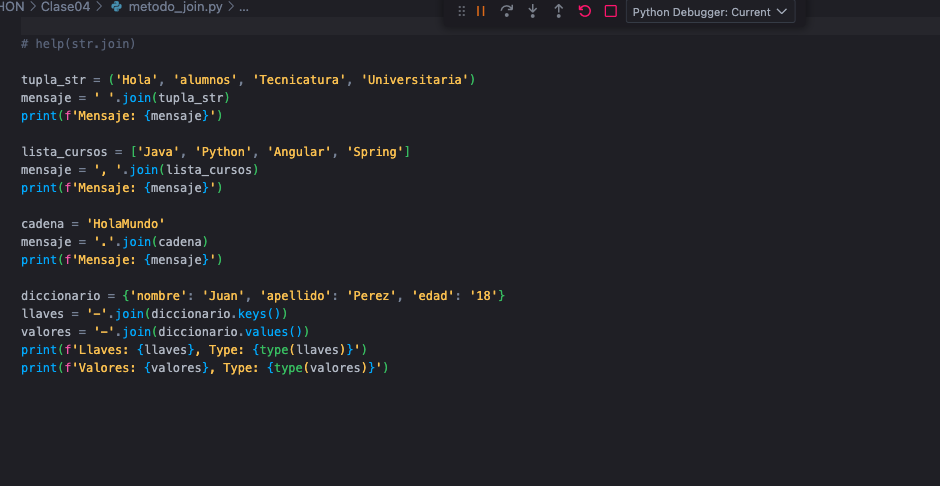 HON > Clase04 > metodo_join.py > ...
Python Debugger: Current
# help(str.join)
tupla_str = ('Hola', 'alumnos', 'Tecnicatura', 'Universitaria')
mensaje = ' '.join(tupla_str)
print(f'Mensaje: {mensaje}')
lista_cursos = ['Java', 'Python', 'Angular', 'Spring']
mensaje = ', '.join(lista_cursos)
print(f'Mensaje: {mensaje}')
cadena = 'HolaMundo'
mensaje = '.'.join(cadena)
print(f'Mensaje: {mensaje}')
diccionario = {'nombre': 'Juan', 'apellido': 'Perez', 'edad': '18'}
llaves = '-'.join(diccionario.keys())
valores = '-'.join(diccionario.values())
print(f'Llaves: {llaves}, Type: {type(llaves)}')
print(f'Valores: {valores}, Type: {type(valores)}')